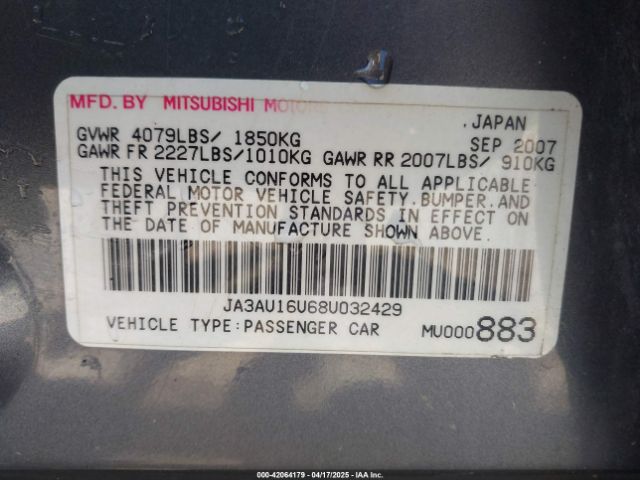 MFD. BY MITSUBISHI MOTORS
, JAPAN
GVWR 4079LBS/ 1850KG SEP 2007
GAWR FR 2227LBS/1010KG GAWR RR 2007LBS/ 910KG
THIS VEHICLE CONFORMS TO ALL APPLICABLE
FEDERAL MOTOR VEHICLE SAFETY,BUMPER,AND
THEFT PREVENTION STANDARDS IN EFFECT ON
THE DATE OF MANUFACTURE SHOWN ABOVE.
JA3AU16U68U032429
VEHICLE TYPE:PASSENGER CAR MU000883
000-42064179 - 04/17/2025 - IAAI, Inc.